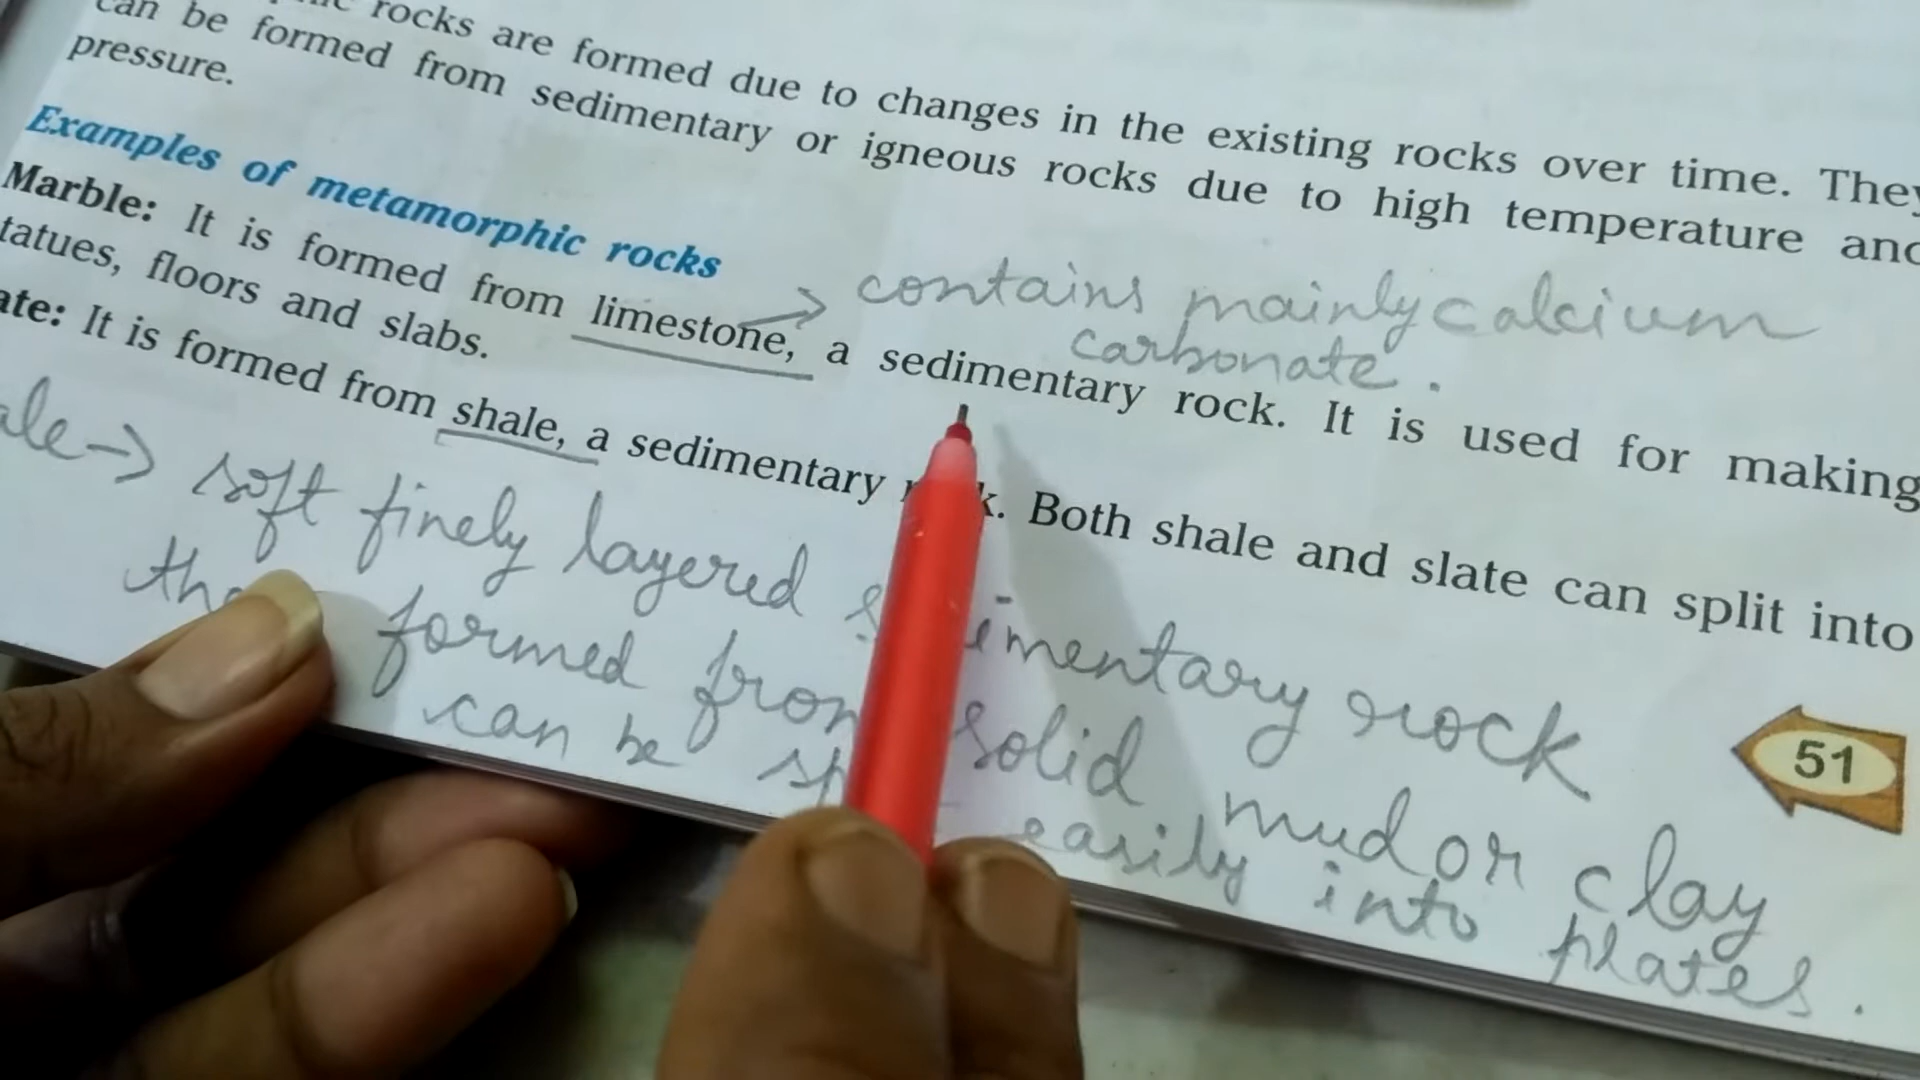 rocks are formed due to changes in the existing rocks over time. They
can be formed from sedimentary or igneous rocks due to high temperature and
pressure.
Examples of metamorphic rocks
Marble: It is formed from limestone, a sedimentary rock. It is used for making
tatues, floors and slabs.
contains mainly calcium
carbonate.
ate: It is formed from shale, a sedimentary Both shale and slate can split into
ale → soft finely layered rock
formed from solid mud or clay
can be easily into plates.
51